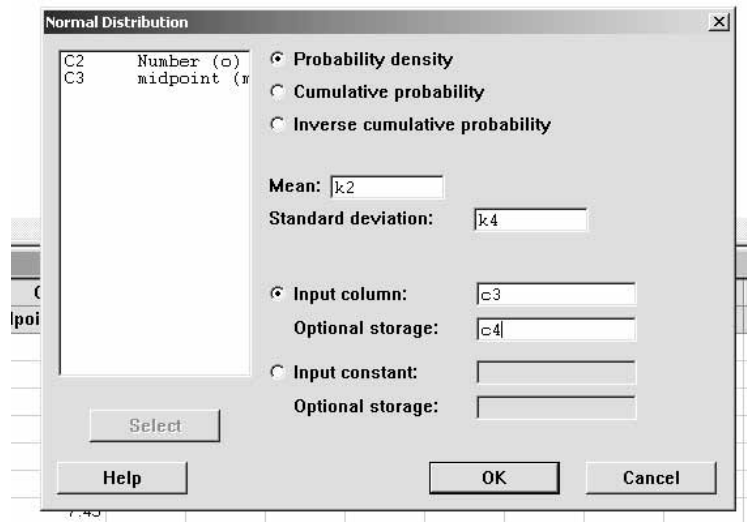 Normal Distribution
C2 Number (o)
C3 midpoint (m
Probability density
Cumulative probability
Inverse cumulative probability
Mean: k2
Standard deviation: k4
Input column: c3
Optional storage: c4
Input constant:
Optional storage:
Select
Help OK Cancel